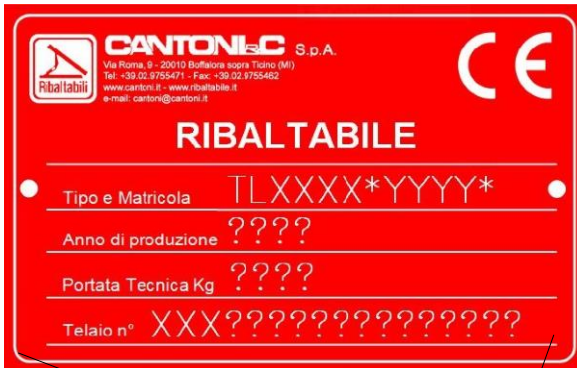 CANTONI&C S.p.A.
Via Roma, 9 - 20010 Boffalora sopra Ticino (MI)
Tel: +39.02.9755471 - Fax: +39.02.9755462
www.cantoni.it - www.ribaltabile.it
e-mail: cantoni@cantoni.it
Ribaltabili
CE
RIBALTABILE
Tipo e Matricola TLXXXX*YYYY*
Anno di produzione ????
Portata Tecnica Kg ????
Telaio n° XXX??????????????